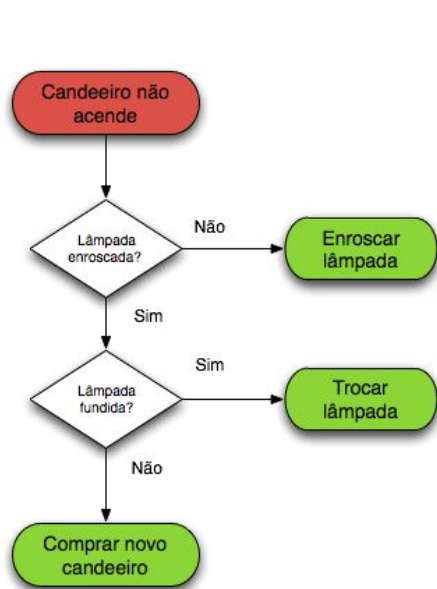 Candeeiro não
acende
Lâmpada
enroscada?
Não
Enroscar
lâmpada
Sim
Lâmpada
fundida?
Sim
Trocar
lâmpada
Não
Comprar novo
candeeiro